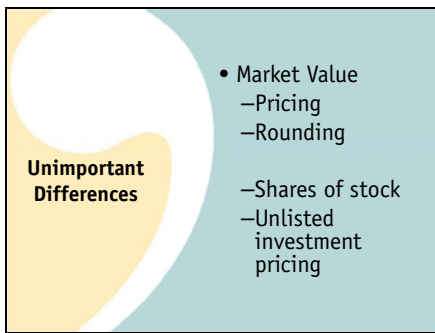 • Market Value
–Pricing
–Rounding
Unimportant
Differences
–Shares of stock
–Unlisted
investment
pricing